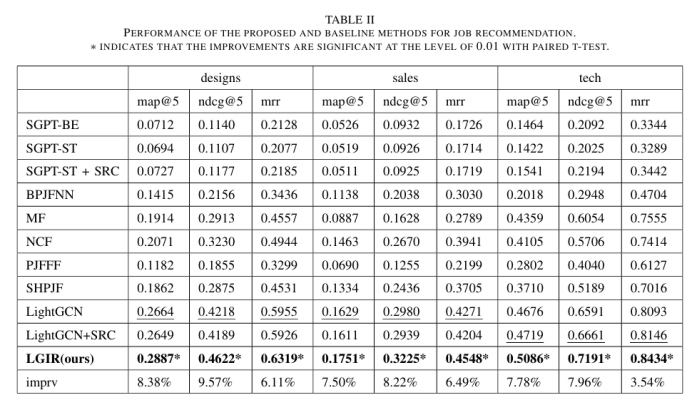 TABLE II
PERFORMANCE OF THE PROPOSED AND BASELINE METHODS FOR JOB RECOMMENDATION.
* INDICATES THAT THE IMPROVEMENTS ARE SIGNIFICANT AT THE LEVEL OF 0.01 WITH PAIRED T-TEST.
designs sales tech
map@5 ndcg@5 mrr map@5 ndcg@5 mrr map@5 ndcg@5 mrr
SGPT-BE 0.0712 0.1140 0.2128 0.0526 0.0932 0.1726 0.1464 0.2092 0.3344
SGPT-ST 0.0694 0.1107 0.2077 0.0519 0.0926 0.1714 0.1422 0.2025 0.3289
SGPT-ST + SRC 0.0727 0.1177 0.2185 0.0511 0.0925 0.1719 0.1541 0.2194 0.3442
BPJFNN 0.1415 0.2156 0.3436 0.1138 0.2038 0.3030 0.2018 0.2948 0.4704
MF 0.1914 0.2913 0.4557 0.0887 0.1628 0.2789 0.4359 0.6054 0.7555
NCF 0.2071 0.3230 0.4944 0.1463 0.2670 0.3941 0.4105 0.5706 0.7414
PJFFF 0.1182 0.1855 0.3299 0.0690 0.1255 0.2199 0.2802 0.4040 0.6127
SHPJF 0.1862 0.2875 0.4531 0.1334 0.2436 0.3705 0.3710 0.5189 0.7016
LightGCN 0.2664 0.4218 0.5955 0.1629 0.2980 0.4271 0.4676 0.6591 0.8093
LightGCN+SRC 0.2649 0.4189 0.5926 0.1611 0.2939 0.4204 0.4719 0.6661 0.8146
LGIR(ours) 0.2887* 0.4622* 0.6319* 0.1751* 0.3225* 0.4548* 0.5086* 0.7191* 0.8434*
imprv 8.38% 9.57% 6.11% 7.50% 8.22% 6.49% 7.78% 7.96% 3.54%